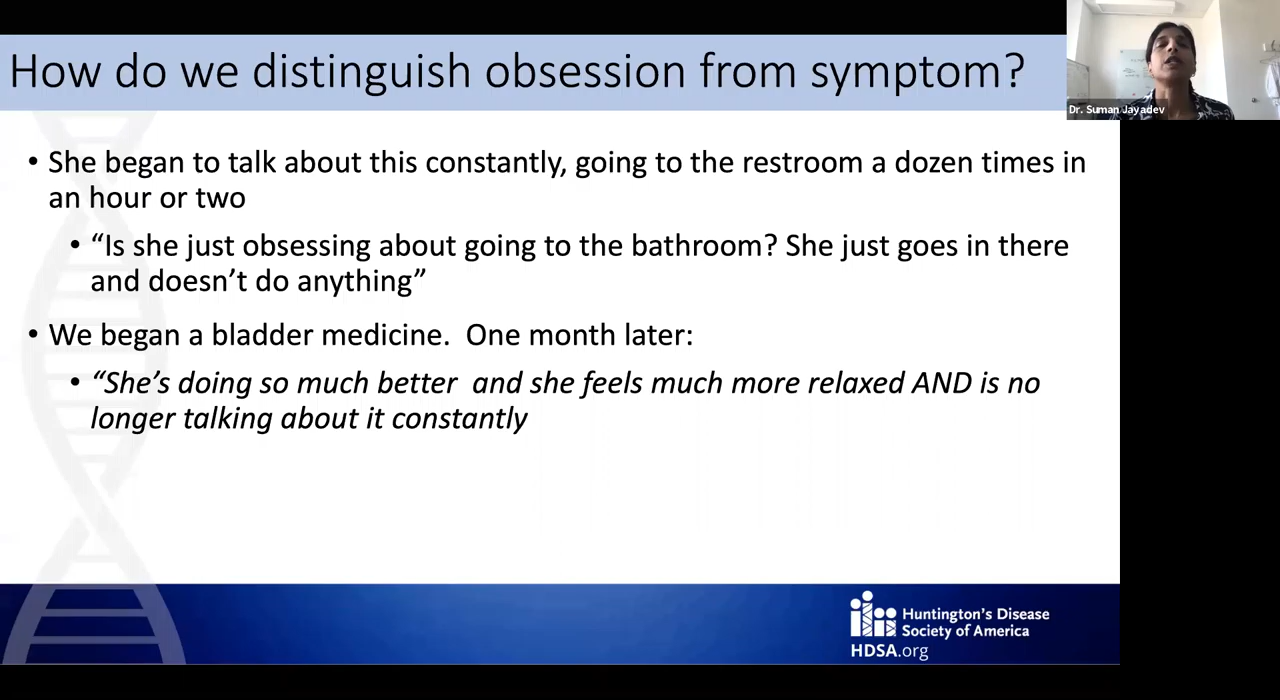 How do we distinguish obsession from symptom?
Dr. Suman Jayadev
• She began to talk about this constantly, going to the restroom a dozen times in
an hour or two
• “Is she just obsessing about going to the bathroom? She just goes in there
and doesn’t do anything”
• We began a bladder medicine.  One month later:
• “She’s doing so much better  and she feels much more relaxed AND is no
longer talking about it constantly
Huntington’s Disease
Society of America
HDSA.org